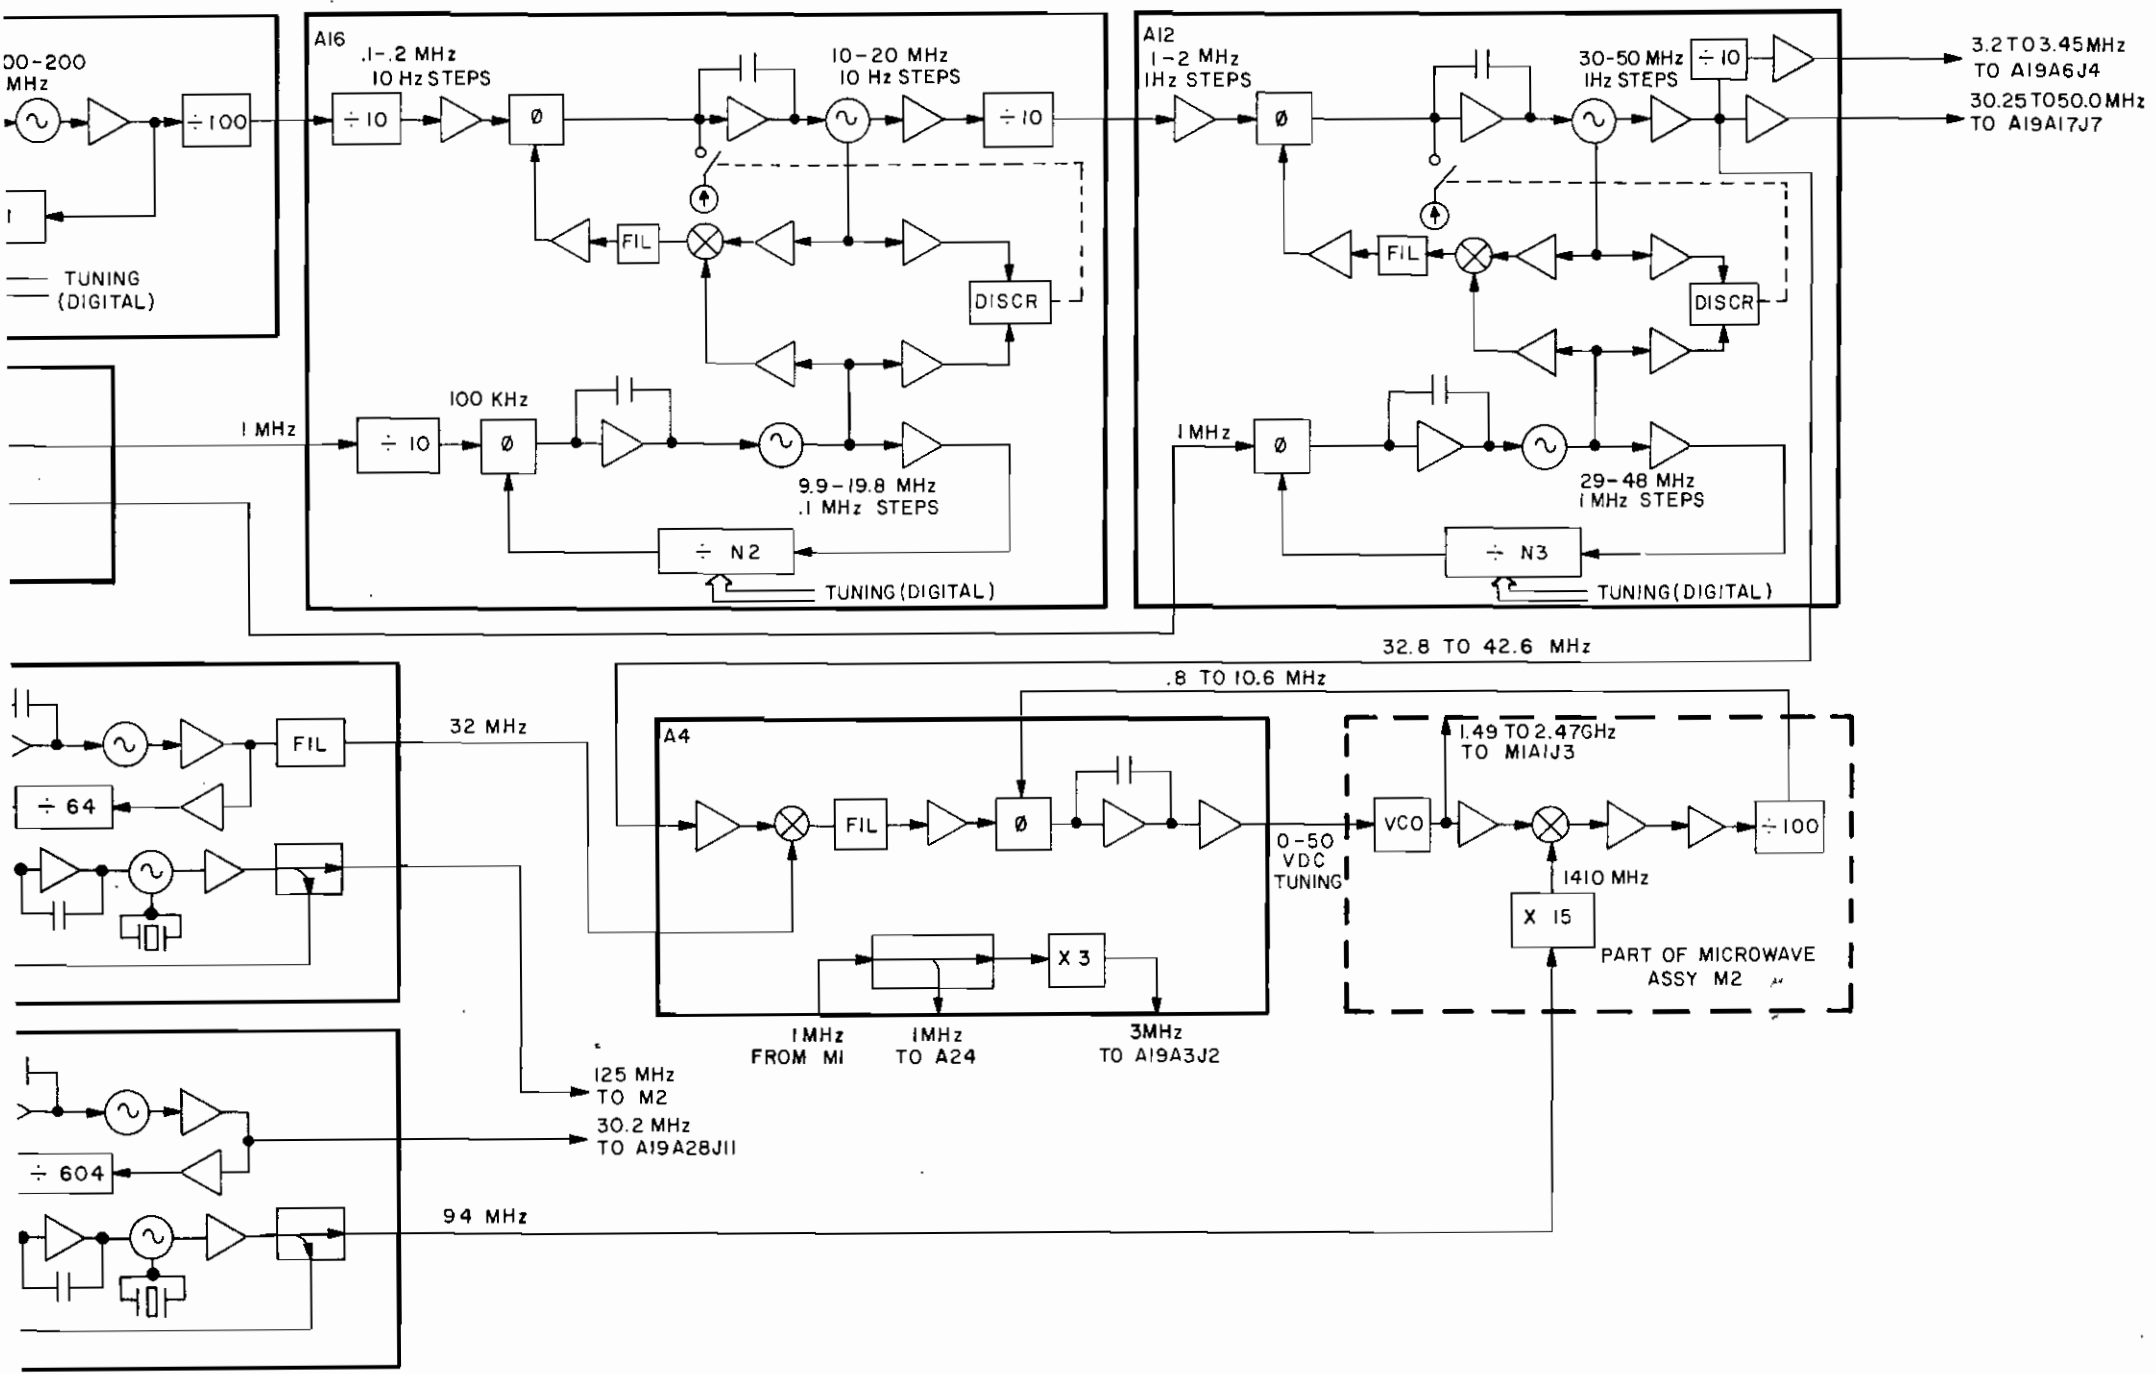 A16
A12
00-200
MHz
.1-.2 MHz
10 Hz STEPS
10-20 MHz
10 Hz STEPS
1-2 MHz
1Hz STEPS
30-50 MHz
1Hz STEPS
÷ 10
3.2 TO 3.45MHz
TO A19A6J4
30.25 TO 50.0MHz
TO A19A17J7
÷ 100
÷ 10
Ø
÷ 10
Ø
FIL
FIL
TUNING
(DIGITAL)
DISCR
DISCR
1 MHz
100 KHz
÷ 10
Ø
1 MHz
Ø
9.9-19.8 MHz
.1 MHz STEPS
29-48 MHz
1 MHz STEPS
÷ N2
÷ N3
TUNING (DIGITAL)
TUNING (DIGITAL)
32.8 TO 42.6 MHz
.8 TO 10.6 MHz
32 MHz
A4
1.49 TO 2.47GHz
TO M1A1J3
FIL
÷ 64
FIL
Ø
VCO
÷ 100
0-50
VDC
TUNING
1410 MHz
X 15
X 3
PART OF MICROWAVE
ASSY M2
1MHz
FROM M1
1MHz
TO A24
3MHz
TO A19A3J2
125 MHz
TO M2
30.2 MHz
TO A19A28J11
÷ 604
94 MHz